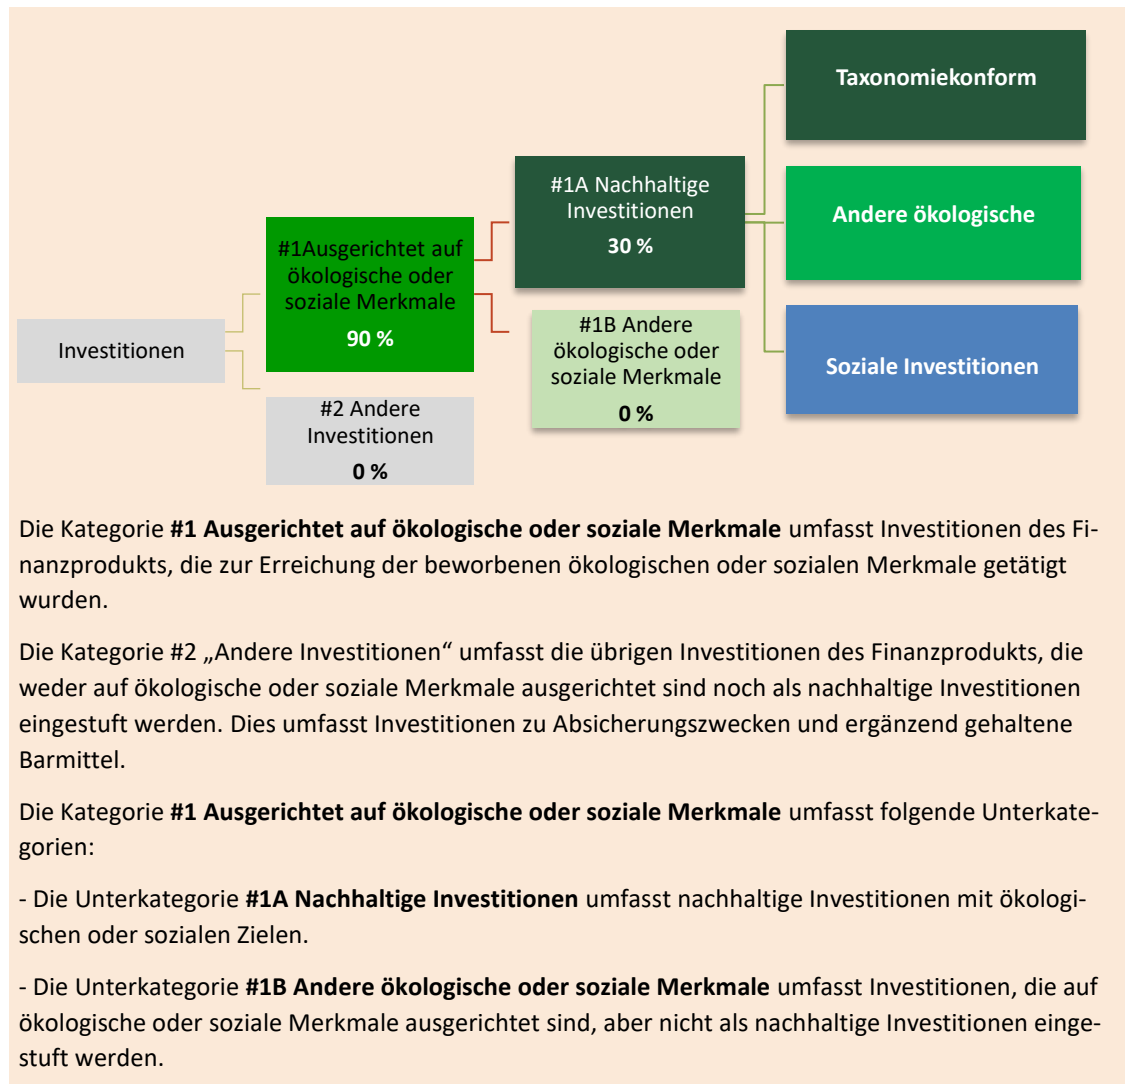 Taxonomiekonform
#1A Nachhaltige
Investitionen
30 %
Andere ökologische
#1Ausgerichtet auf
ökologische oder
soziale Merkmale
90 %
Investitionen
#1B Andere
ökologische oder
soziale Merkmale
0 %
Soziale Investitionen
#2 Andere
Investitionen
0 %
Die Kategorie #1 Ausgerichtet auf ökologische oder soziale Merkmale umfasst Investitionen des Fi-
nanzprodukts, die zur Erreichung der beworbenen ökologischen oder sozialen Merkmale getätigt
wurden.
Die Kategorie #2 „Andere Investitionen“ umfasst die übrigen Investitionen des Finanzprodukts, die
weder auf ökologische oder soziale Merkmale ausgerichtet sind noch als nachhaltige Investitionen
eingestuft werden. Dies umfasst Investitionen zu Absicherungszwecken und ergänzend gehaltene
Barmittel.
Die Kategorie #1 Ausgerichtet auf ökologische oder soziale Merkmale umfasst folgende Unterkate-
gorien:
- Die Unterkategorie #1A Nachhaltige Investitionen umfasst nachhaltige Investitionen mit ökologi-
schen oder sozialen Zielen.
- Die Unterkategorie #1B Andere ökologische oder soziale Merkmale umfasst Investitionen, die auf
ökologische oder soziale Merkmale ausgerichtet sind, aber nicht als nachhaltige Investitionen einge-
stuft werden.